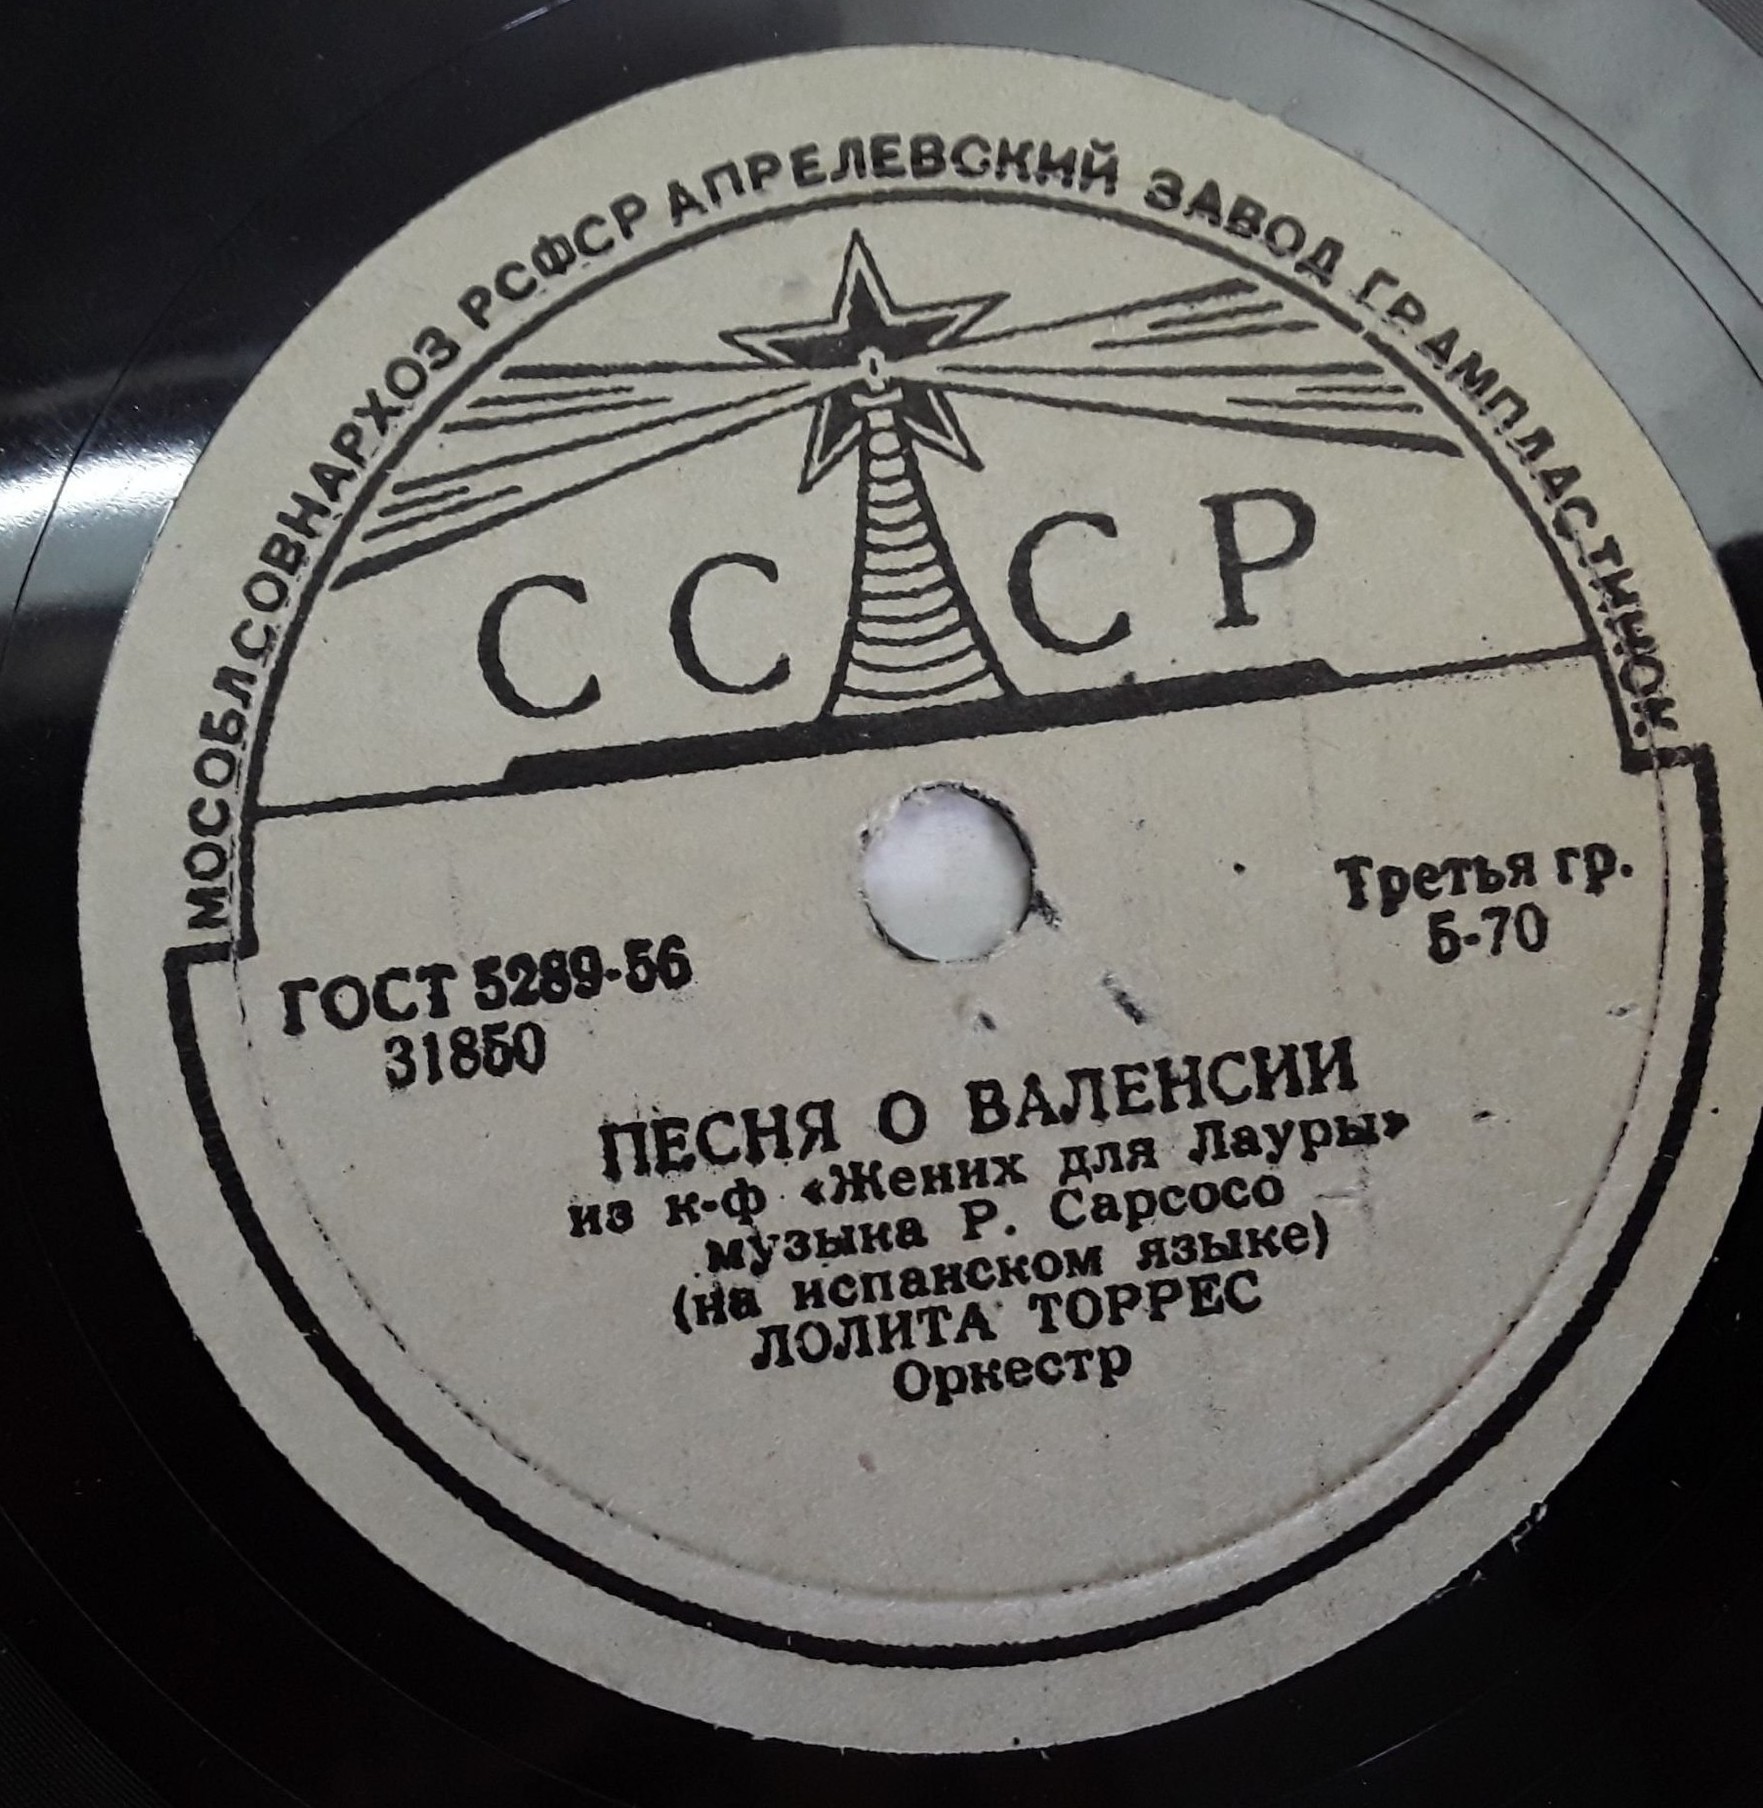 МОСОБЛСОВНАРХОЗ РСФСР АПРЕЛЕВСКИЙ ЗАВОД ГРАМПЛАСТИНОК
СССР
Третья гр.
5-70
ГОСТ 5289-56
31850
ПЕСНЯ О ВАЛЕНСИИ
из к-ф «Жених для Лауры»
музыка Р. Сарсосо
(на испанском языке)
ЛОЛИТА ТОРРЕС
Оркестр